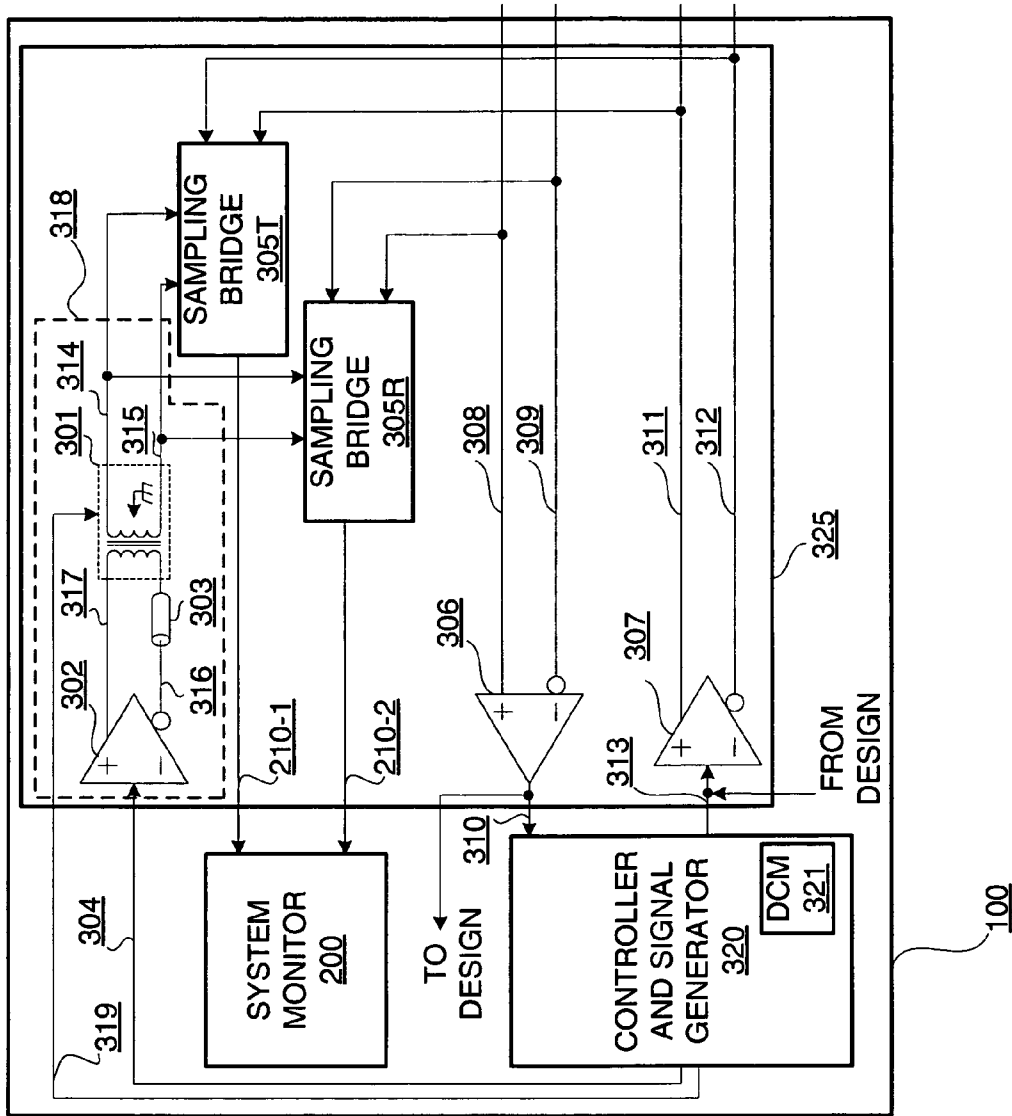 318
314
301
315
317
303
302
316
SAMPLING
BRIDGE
305T
SAMPLING
BRIDGE
305R
308
309
311
312
325
306
307
+
−
+
−
+
−
210-1
210-2
310
313
FROM
DESIGN
304
319
SYSTEM
MONITOR
200
TO
DESIGN
CONTROLLER
AND SIGNAL
GENERATOR
320
DCM
321
100